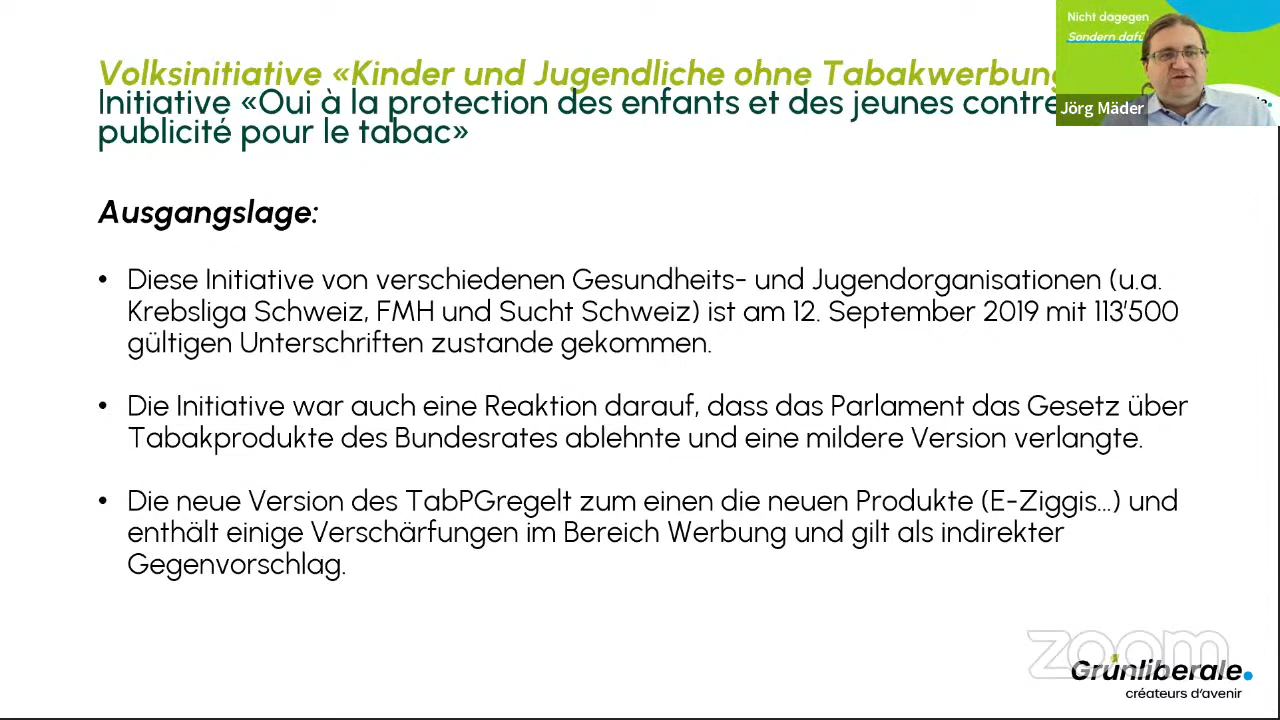 Nicht dagegen
Sondern dafü
Jörg Mäder
Volksinitiative «Kinder und Jugendliche ohne Tabakwerbung
Initiative «Oui à la protection des enfants et des jeunes contre
publicité pour le tabac»
Ausgangslage:
• Diese Initiative von verschiedenen Gesundheits- und Jugendorganisationen (u.a.
Krebsliga Schweiz, FMH und Sucht Schweiz) ist am 12. September 2019 mit 113’500
gültigen Unterschriften zustande gekommen.
• Die Initiative war auch eine Reaktion darauf, dass das Parlament das Gesetz über
Tabakprodukte des Bundesrates ablehnte und eine mildere Version verlangte.
• Die neue Version des TabPGregelt zum einen die neuen Produkte (E-Ziggis...) und
enthält einige Verschärfungen im Bereich Werbung und gilt als indirekter
Gegenvorschlag.
zoom
Grünliberale.
créateurs d’avenir